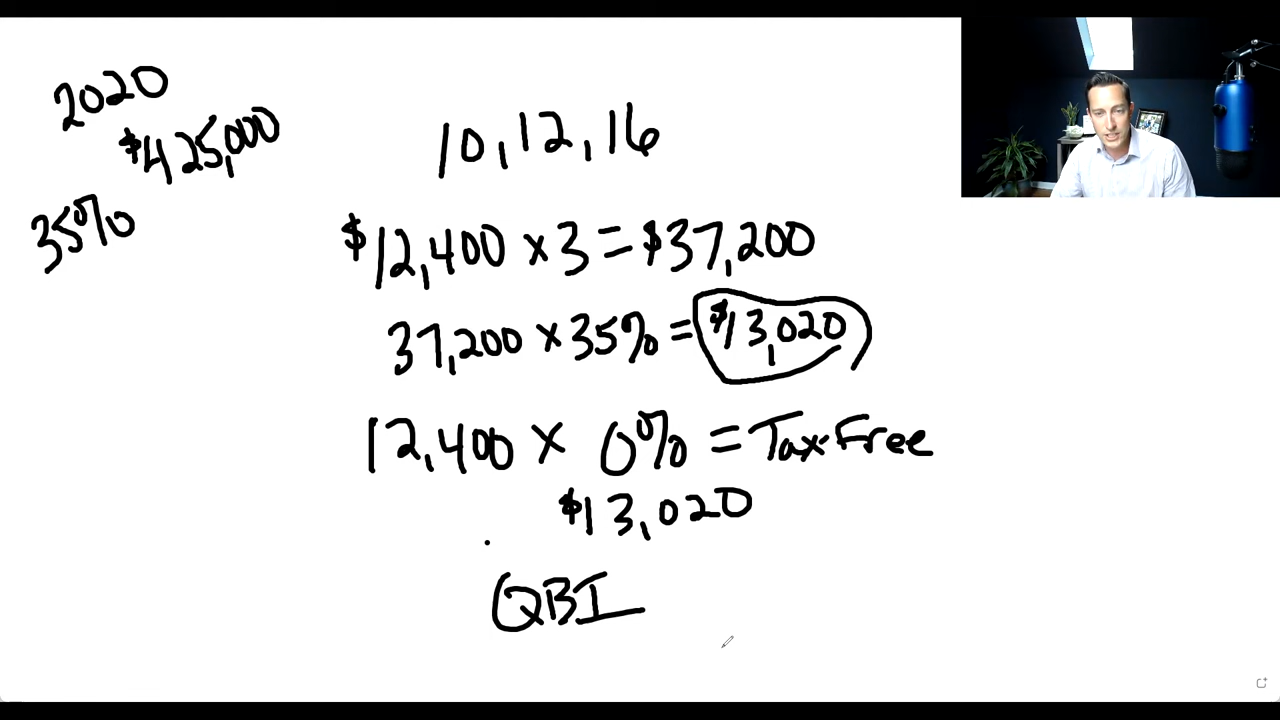 2020
$425,000
35%
10,12,16
$12,400 x 3 = $37,200
37,200 x 35% = $13,020
12,400 x 0% = Tax-Free
$13,020
QBI